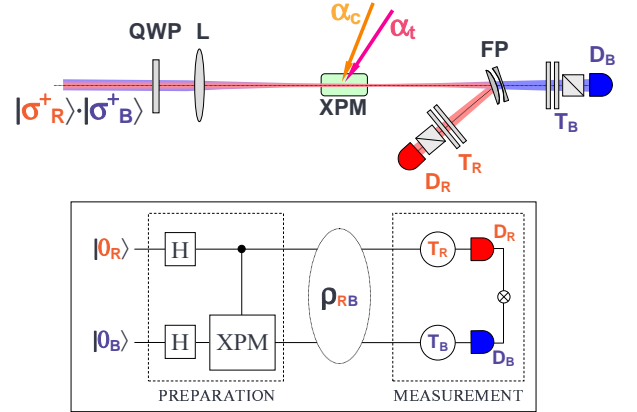 α_c
α_t
QWP
L
FP
D_B
XPM
|σ⁺_R⟩·|σ⁺_B⟩
T_B
T_R
D_R
|0_R⟩
H
T_R
D_R
ρ_RB
|0_B⟩
H
XPM
T_B
D_B
PREPARATION
MEASUREMENT